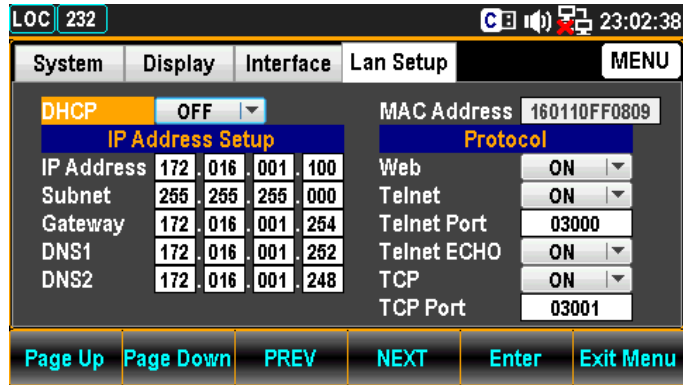 LOC 232 C 23:02:38
System Display Interface Lan Setup MENU
DHCP OFF MAC Address 160110FF0809
IP Address Setup Protocol
IP Address 172 . 016 . 001 . 100 Web ON
Subnet 255 . 255 . 255 . 000 Telnet ON
Gateway 172 . 016 . 001 . 254 Telnet Port 03000
DNS1 172 . 016 . 001 . 252 Telnet ECHO ON
DNS2 172 . 016 . 001 . 248 TCP ON
TCP Port 03001
Page Up Page Down PREV NEXT Enter Exit Menu